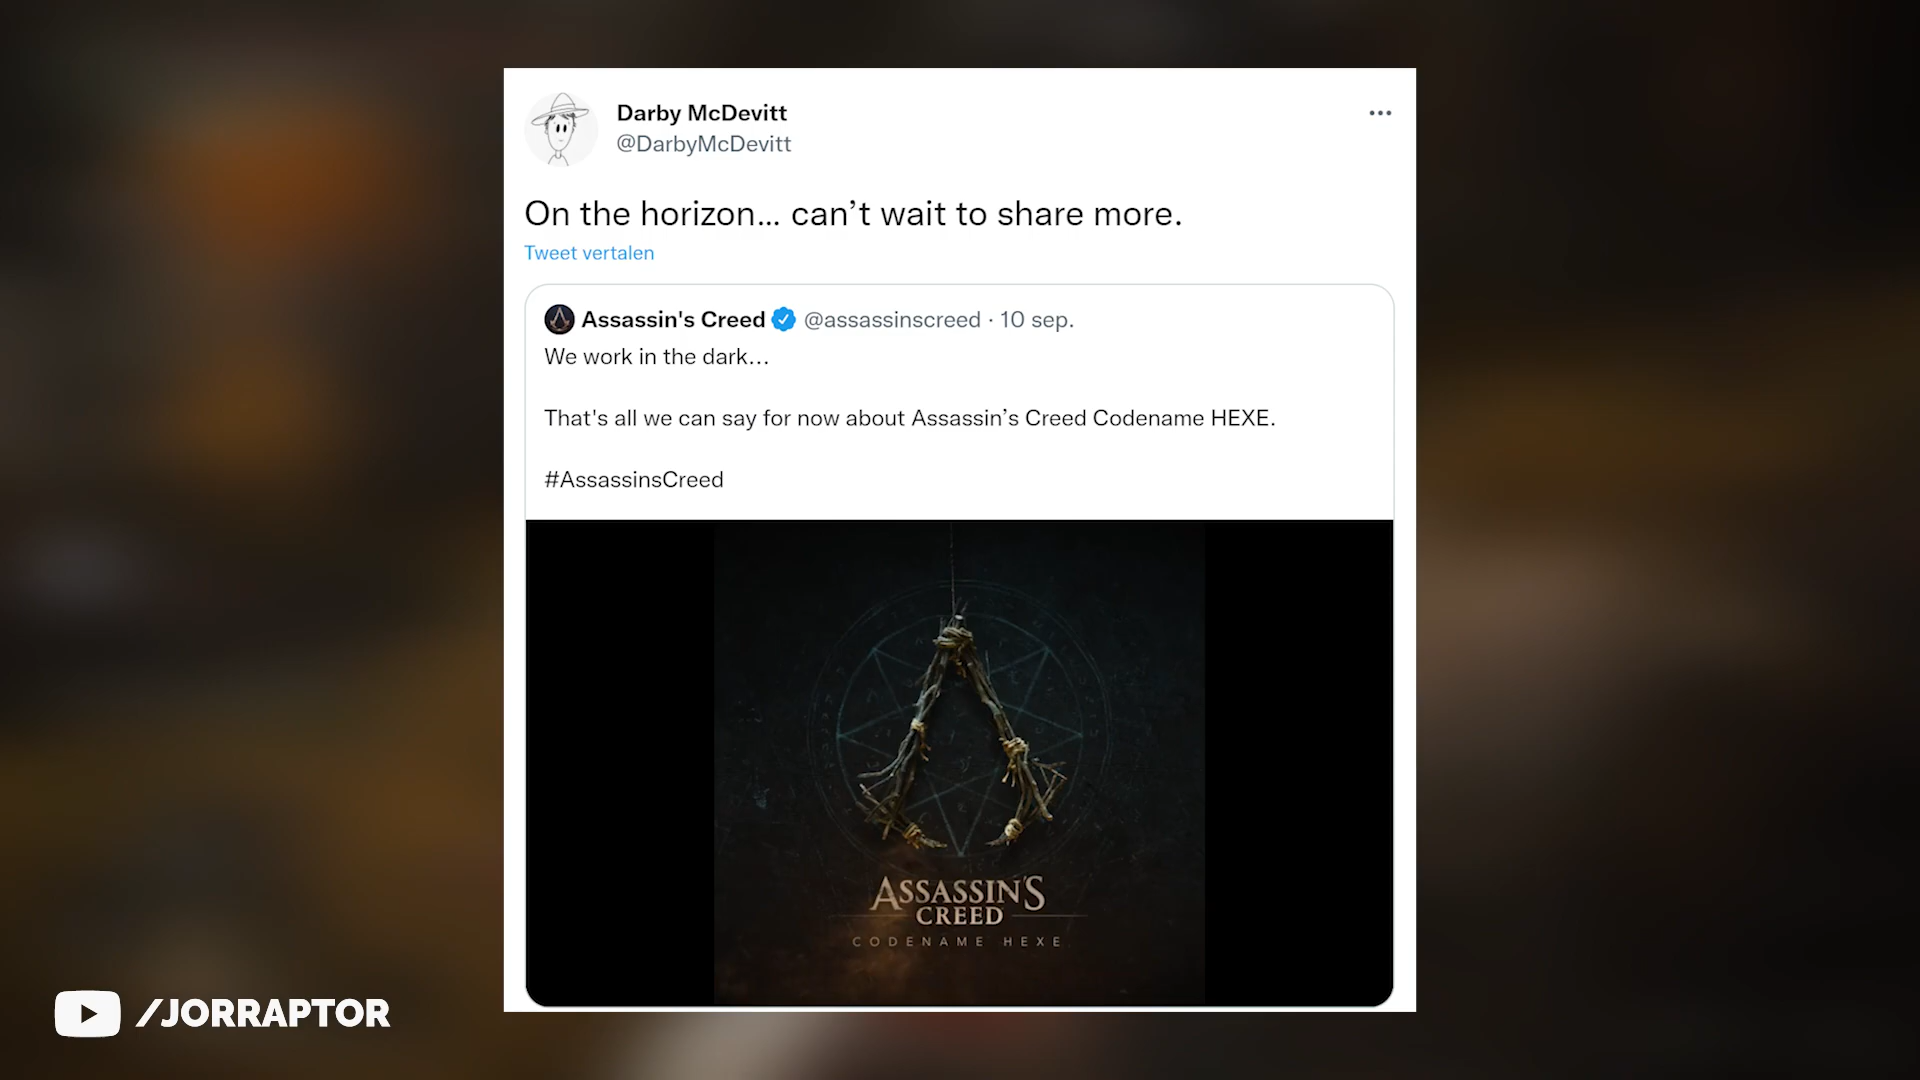 Darby McDevitt
@DarbyMcDevitt
On the horizon... can’t wait to share more.
Tweet vertalen
Assassin's Creed @assassinscreed · 10 sep.
We work in the dark…
That's all we can say for now about Assassin’s Creed Codename HEXE.
#AssassinsCreed
ASSASSIN'S
CREED
CODENAME HEXE
/JORRAPTOR